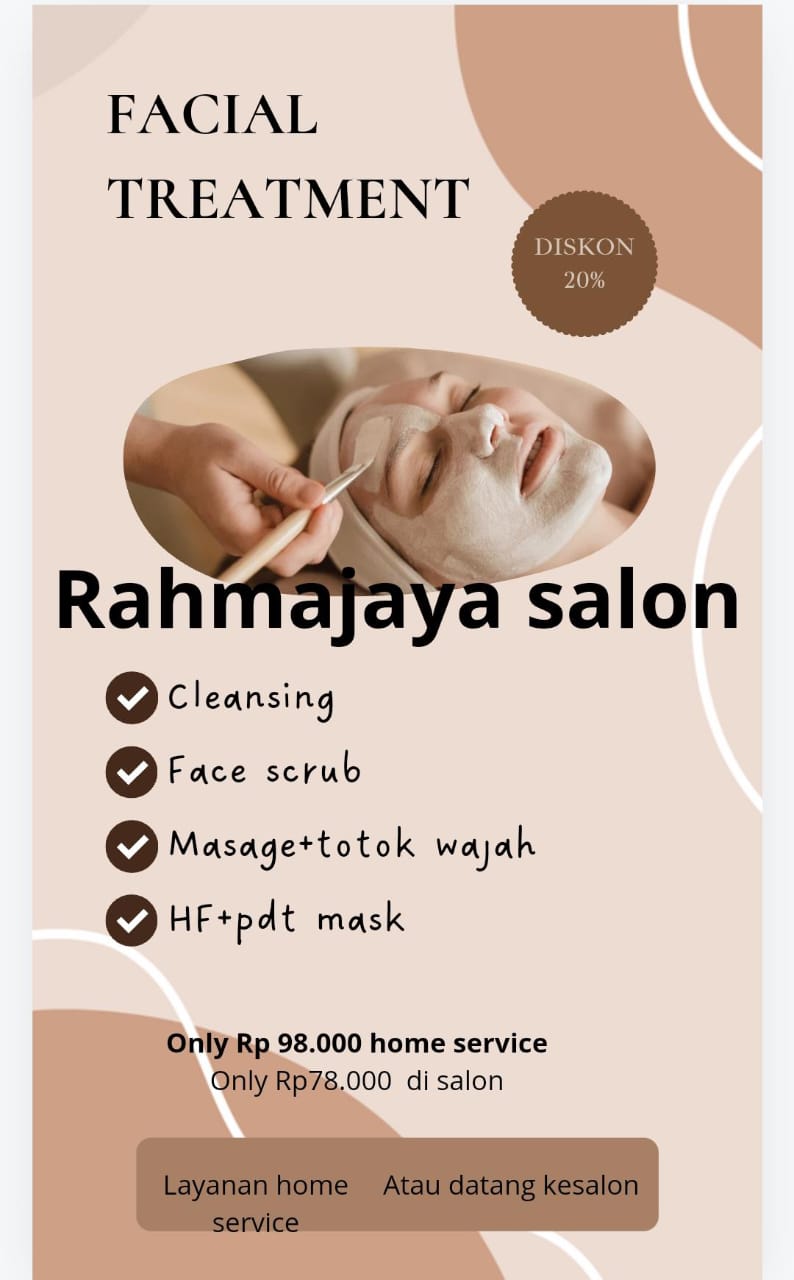 FACIAL
TREATMENT
DISKON
20%
Rahmajaya salon
Cleansing
Face scrub
Masage+totok wajah
HF+pdt mask
Only Rp 98.000 home service
Only Rp78.000 di salon
Layanan home
service
Atau datang kesalon